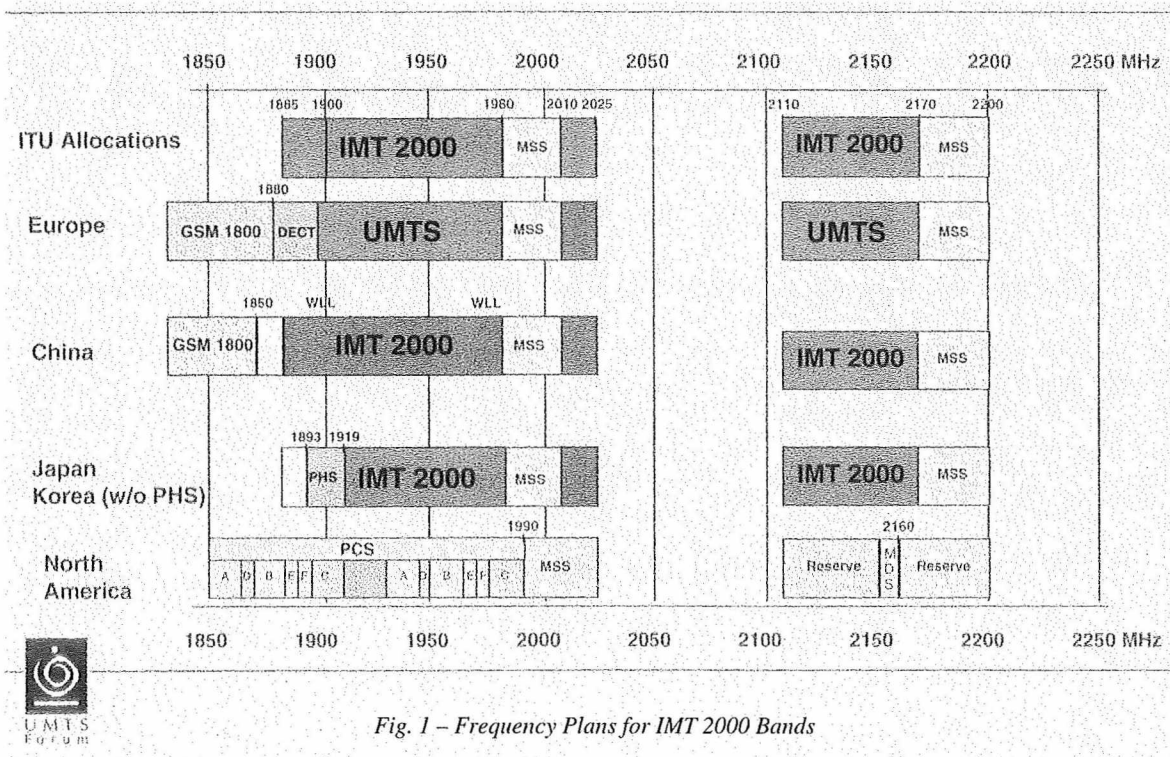 1850 1900 1950 2000 2050 2100 2150 2200 2250 MHz
1865 1900 1980 2010 2025 2110 2170 2200
ITU Allocations IMT 2000 MSS IMT 2000 MSS
1880
Europe GSM 1800 DECT UMTS MSS UMTS MSS
1850 WLL WLL
China GSM 1800 IMT 2000 MSS IMT 2000 MSS
1893 1919
Japan
Korea (w/o PHS) PHS IMT 2000 MSS IMT 2000 MSS
1990 2160
North
America PCS MSS Reserve MDS Reserve
A D B E F C A D B E F C
1850 1900 1950 2000 2050 2100 2150 2200 2250 MHz
UMTS
Forum
Fig. 1 – Frequency Plans for IMT 2000 Bands